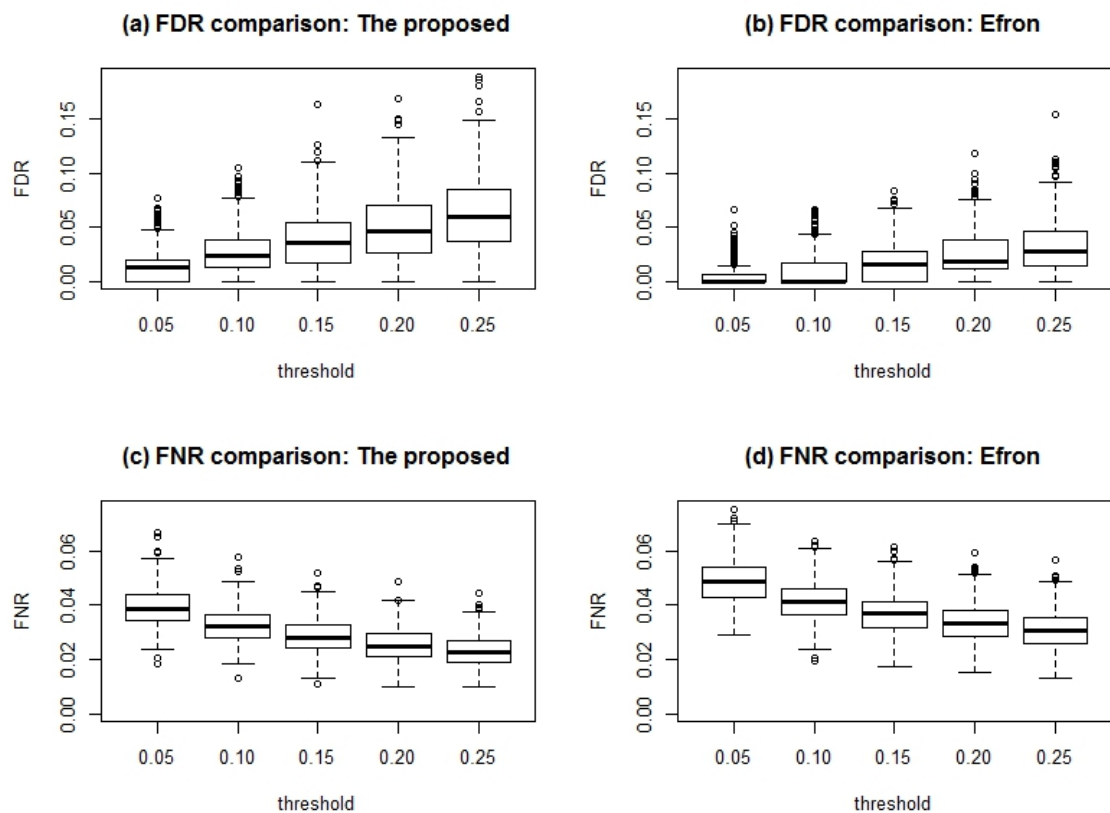 (a) FDR comparison: The proposed
FDR
0.00 0.05 0.10 0.15
0.05 0.10 0.15 0.20 0.25
threshold
(b) FDR comparison: Efron
FDR
0.00 0.05 0.10 0.15
0.05 0.10 0.15 0.20 0.25
threshold
(c) FNR comparison: The proposed
FNR
0.00 0.02 0.04 0.06
0.05 0.10 0.15 0.20 0.25
threshold
(d) FNR comparison: Efron
FNR
0.00 0.02 0.04 0.06
0.05 0.10 0.15 0.20 0.25
threshold